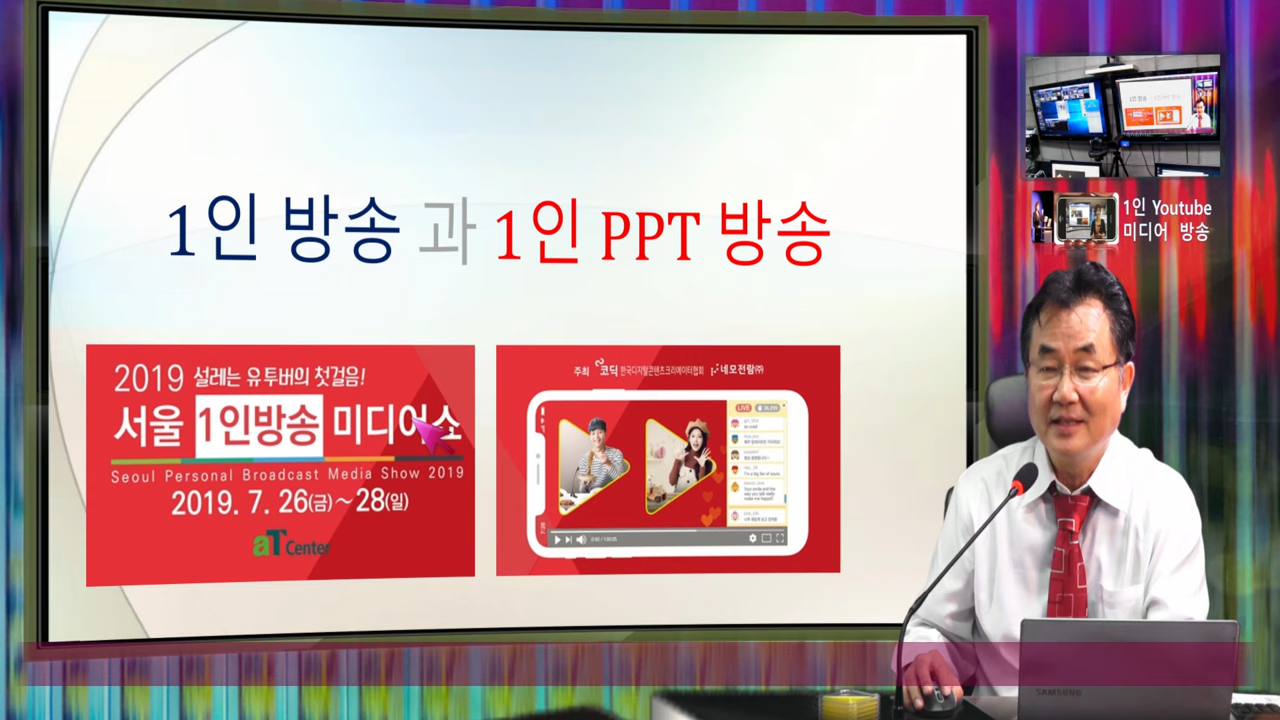 1인 방송 과 1인 PPT 방송
2019 설레는 유투버의 첫걸음!
서울 1인방송 미디어쇼
Seoul Personal Broadcast Media Show 2019
2019. 7. 26(금)~28(일)
aT Center
주최 코딕 한국디지털콘텐츠크리에이터협회 네모전람(주)
LIVE
1인 Youtube
미디어 방송
SAMSUNG